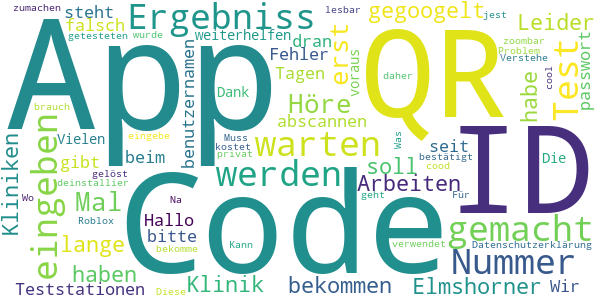 zumachen
lesbar
jest
steht
Ergebniss
gegoogelt
getesteten
wurde
weiterhelfen
dran
erst
zoombar
Leider
falsch
Fehler
voraus
Problem
Verstehe
App
QR
Tagen
benutzernamen
daher
Test
habe
cool
passwort
Dank
Höre
abscannen
Vielen
brauch
eingebe
Muss
kostet
bestätigt
Was
privat
Kliniken
eingeben
beim
warten
seit
Die
ID
gibt
gelöst
deinstallier
werden
soll
Arbeiten
cood
Code
Wo
Mal
Na
Roblox
Hallo
bekomme
geht
Für
gemacht
lange
bitte
Kann
verwendet
Datenschutzerklärung
Nummer
haben
Klinik
bekommen
Elmshorner
Wir
Teststationen
Diese